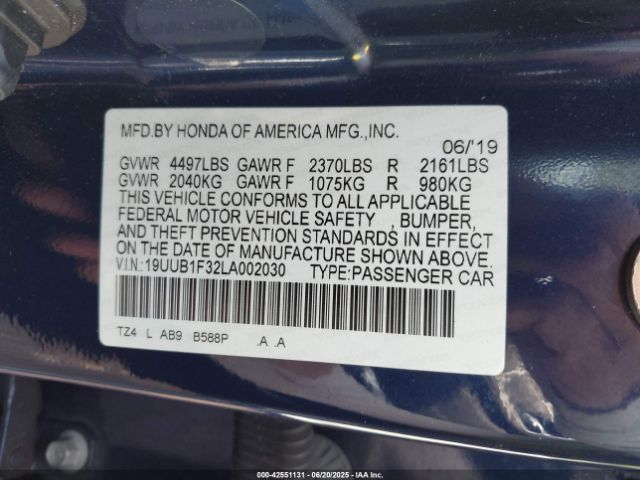 MFD.BY HONDA OF AMERICA MFG.,INC.
06/'19
GVWR 4497LBS GAWR F 2370LBS R 2161LBS
GVWR 2040KG GAWR F 1075KG R 980KG
THIS VEHICLE CONFORMS TO ALL APPLICABLE
FEDERAL MOTOR VEHICLE SAFETY , BUMPER,
AND THEFT PREVENTION STANDARDS IN EFFECT
ON THE DATE OF MANUFACTURE SHOWN ABOVE.
V.I.N.:19UUB1F32LA002030 TYPE:PASSENGER CAR
TZ4 L AB9 B588P .A .A
000-42551131 - 06/20/2025 - IAA Inc.